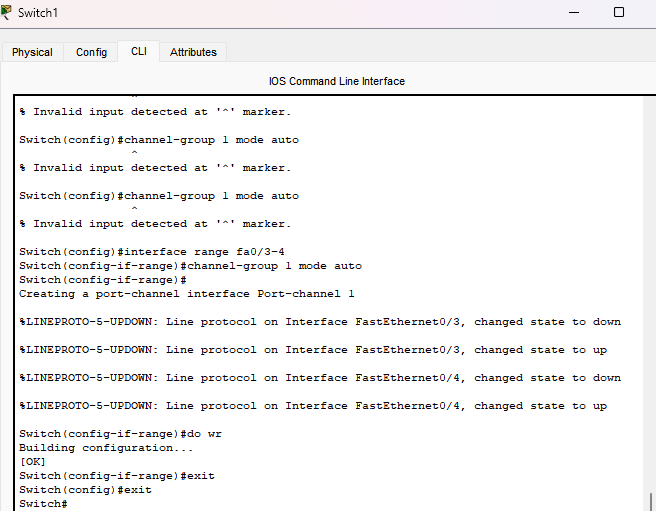 Switch1
Physical Config CLI Attributes
IOS Command Line Interface
^
% Invalid input detected at '^' marker.
Switch(config)#channel-group 1 mode auto
^
% Invalid input detected at '^' marker.
Switch(config)#channel-group 1 mode auto
^
% Invalid input detected at '^' marker.
Switch(config)#interface range fa0/3-4
Switch(config-if-range)#channel-group 1 mode auto
Switch(config-if-range)#
Creating a port-channel interface Port-channel 1
%LINEPROTO-5-UPDOWN: Line protocol on Interface FastEthernet0/3, changed state to down
%LINEPROTO-5-UPDOWN: Line protocol on Interface FastEthernet0/3, changed state to up
%LINEPROTO-5-UPDOWN: Line protocol on Interface FastEthernet0/4, changed state to down
%LINEPROTO-5-UPDOWN: Line protocol on Interface FastEthernet0/4, changed state to up
Switch(config-if-range)#do wr
Building configuration...
[OK]
Switch(config-if-range)#exit
Switch(config)#exit
Switch#